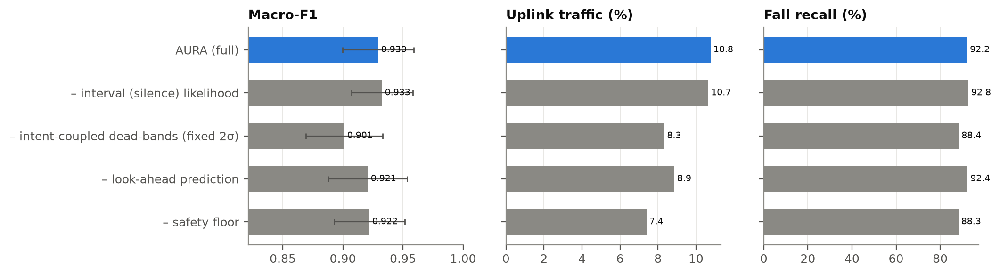 Macro-F1
Uplink traffic (%)
Fall recall (%)
AURA (full)
0.930
10.8
92.2
– interval (silence) likelihood
0.933
10.7
92.8
– intent-coupled dead-bands (fixed 2σ)
0.901
8.3
88.4
– look-ahead prediction
0.921
8.9
92.4
– safety floor
0.922
7.4
88.3
0.85 0.90 0.95 1.00
0 2 4 6 8 10
0 20 40 60 80